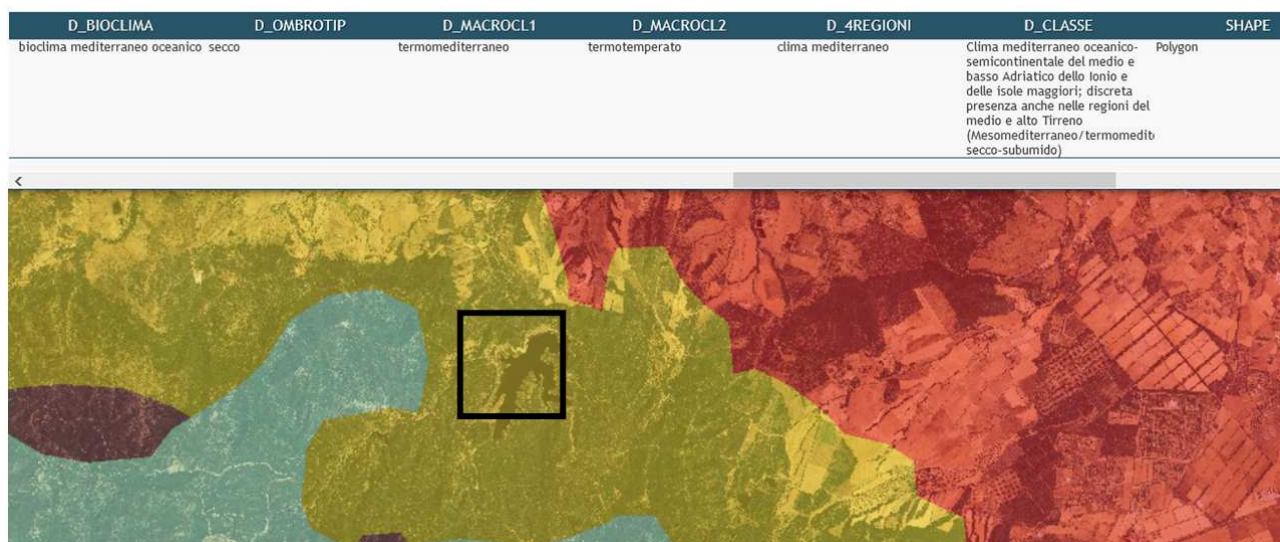 D_BIOCLIMA D_OMBROTIP D_MACROCL1 D_MACROCL2 D_4REGIONI D_CLASSE SHAPE
bioclima mediterraneo oceanico secco termomediterraneo termotemperato clima mediterraneo Clima mediterraneo oceanico- Polygon
semicontinentale del medio e
basso Adriatico dello Ionio e
delle isole maggiori; discreta
presenza anche nelle regioni del
medio e alto Tirreno
(Mesomediterraneo/termomedit
secco-subumido)